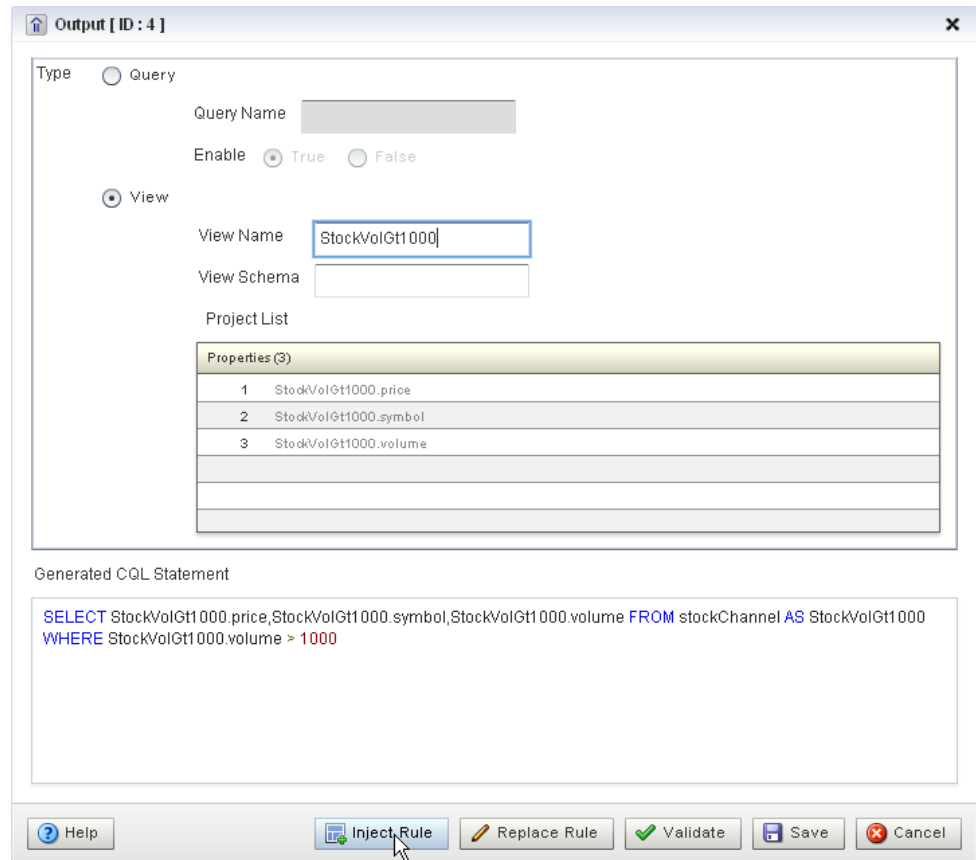 Output [ ID : 4 ]
Type
Query
Query Name
Enable True False
View
View Name StockVolGt1000
View Schema
Project List
Properties (3)
1 StockVolGt1000.price
2 StockVolGt1000.symbol
3 StockVolGt1000.volume
Generated CQL Statement
SELECT StockVolGt1000.price,StockVolGt1000.symbol,StockVolGt1000.volume FROM stockChannel AS StockVolGt1000
WHERE StockVolGt1000.volume > 1000
Help Inject Rule Replace Rule Validate Save Cancel